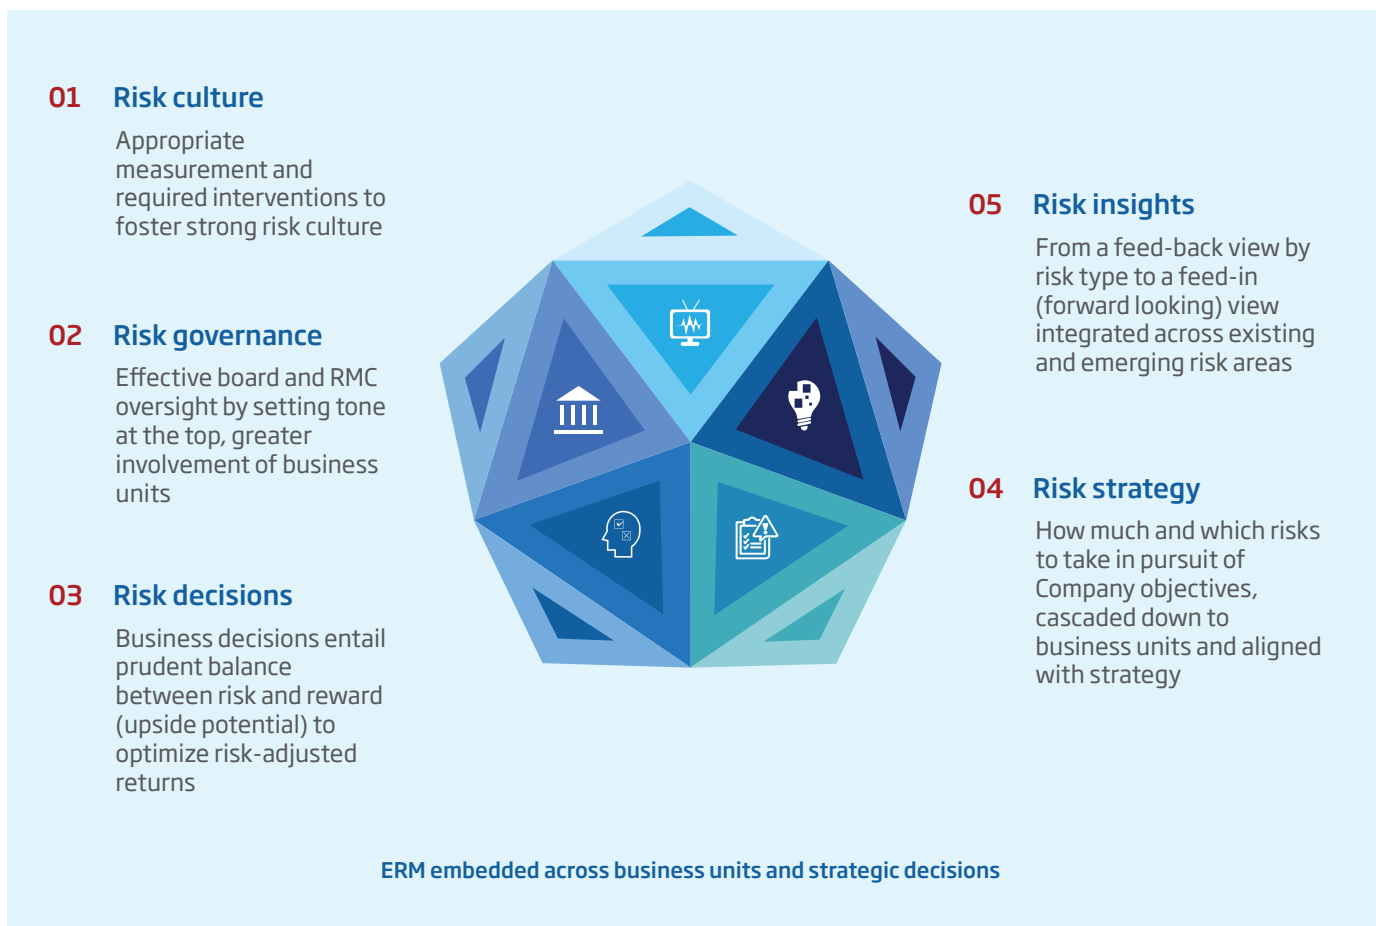 01 Risk culture
Appropriate
measurement and
required interventions to
foster strong risk culture
02 Risk governance
Effective board and RMC
oversight by setting tone
at the top, greater
involvement of business
units
03 Risk decisions
Business decisions entail
prudent balance
between risk and reward
(upside potential) to
optimize risk-adjusted
returns
05 Risk insights
From a feed-back view by
risk type to a feed-in
(forward looking) view
integrated across existing
and emerging risk areas
04 Risk strategy
How much and which risks
to take in pursuit of
Company objectives,
cascaded down to
business units and aligned
with strategy
ERM embedded across business units and strategic decisions